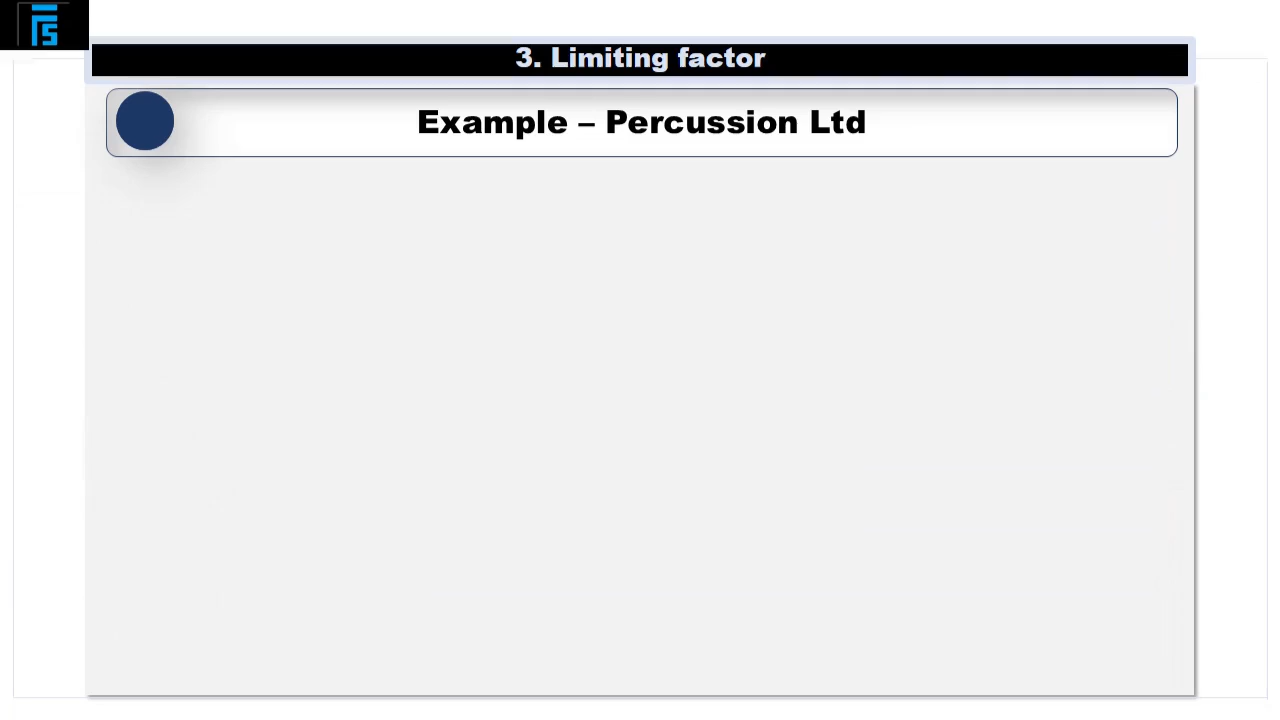 3. Limiting factor
Example – Percussion Ltd